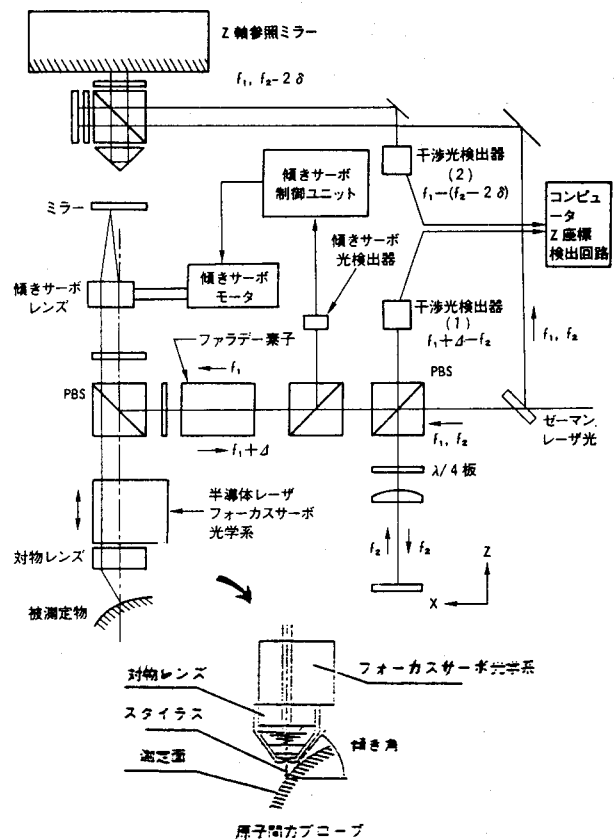 Z 軸参照ミラー
f₁, f₂-2δ
干渉光検出器
(2)
f₁-(f₂-2δ)
コンピュ
ータ
Z 座標
検出回路
傾きサーボ
制御ユニット
ミラー
傾きサーボ
光検出器
傾きサーボ
レンズ
傾きサーボ
モータ
干渉光検出器
(1)
f₁+Δ-f₂
f₁, f₂
ファラデー素子
f₁
PBS
PBS
f₁+Δ
f₁, f₂
ゼーマン
レーザ光
λ/4 板
半導体レーザ
フォーカスサーボ
光学系
f₂
f₂
対物レンズ
Z
X
被測定物
対物レンズ
フォーカスサーボ光学系
スタイラス
傾き角
測定面
原子間力プローブ